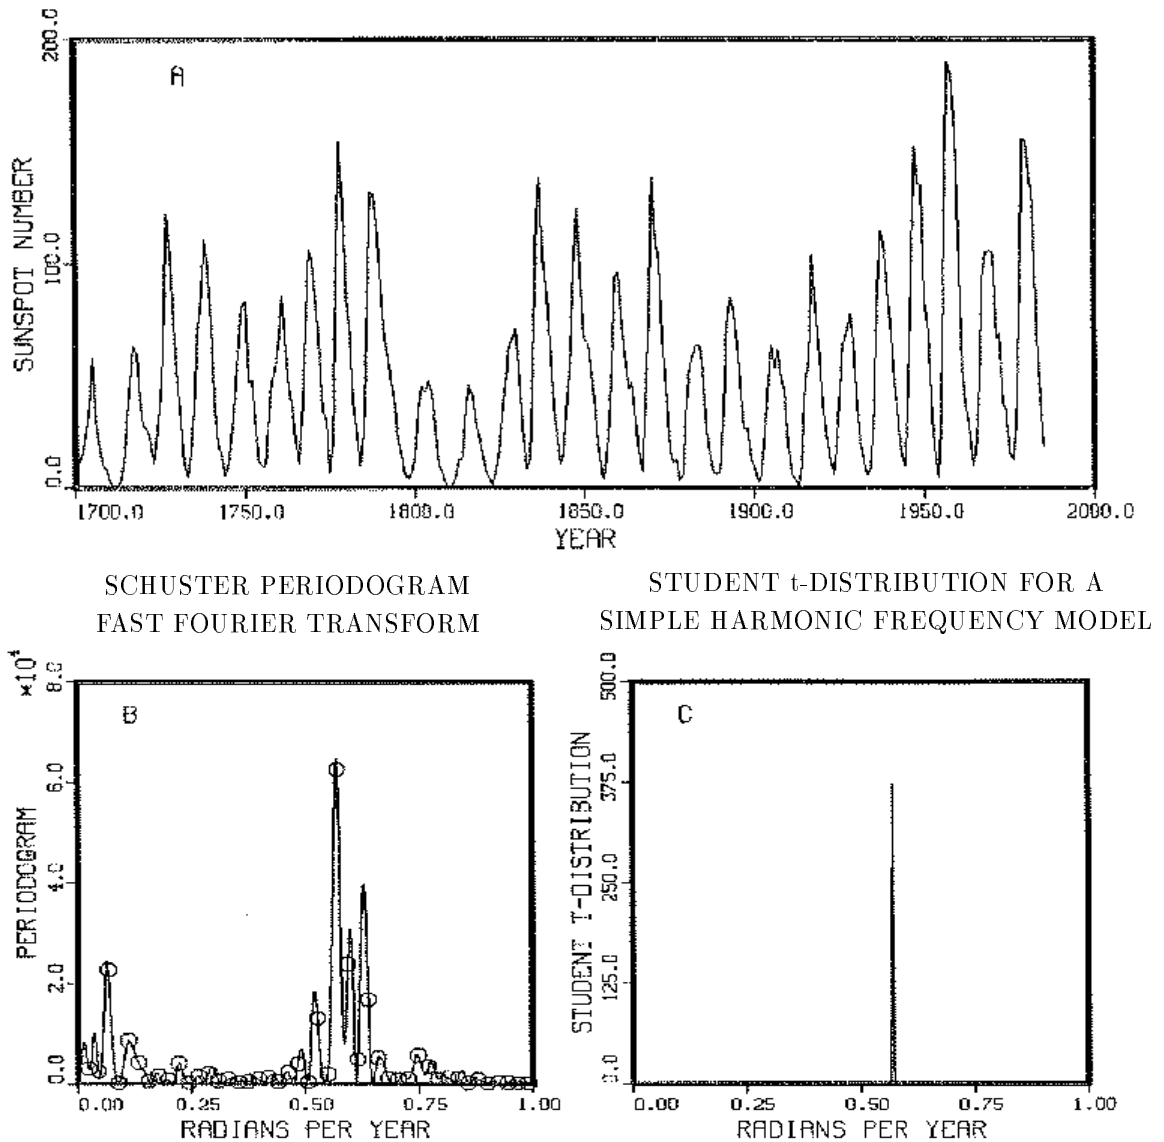 200.0
A
SUNSPOT NUMBER
100.0
0.0
1700.0 1750.0 1800.0 1850.0 1900.0 1950.0 2000.0
YEAR
SCHUSTER PERIODOGRAM
FAST FOURIER TRANSFORM
×10⁴
8.0
B
PERIODOGRAM
6.0
4.0
2.0
0.0
0.00 0.25 0.50 0.75 1.00
RADIANS PER YEAR
STUDENT t-DISTRIBUTION FOR A
SIMPLE HARMONIC FREQUENCY MODEL
500.0
C
STUDENT T-DISTRIBUTION
375.0
250.0
125.0
0.0
0.00 0.25 0.50 0.75 1.00
RADIANS PER YEAR